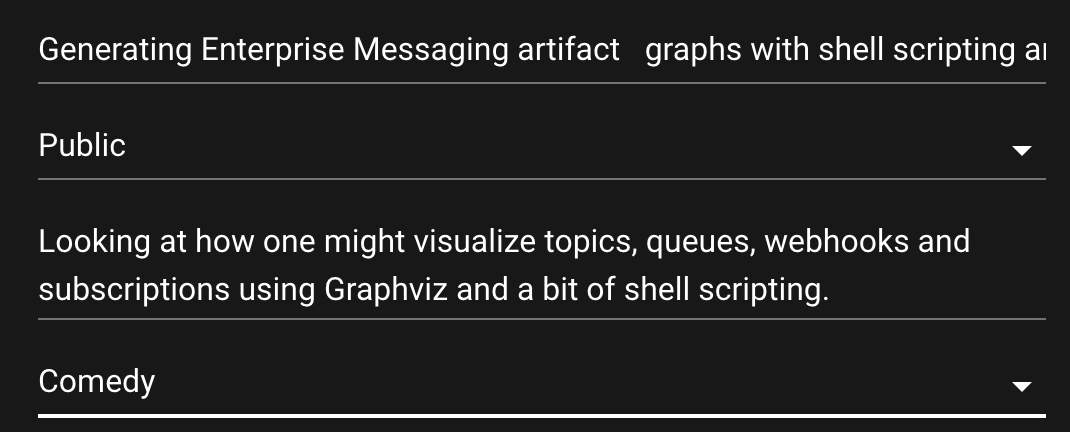 Generating Enterprise Messaging artifact   graphs with shell scripting
Public
Looking at how one might visualize topics, queues, webhooks and
subscriptions using Graphviz and a bit of shell scripting.
Comedy